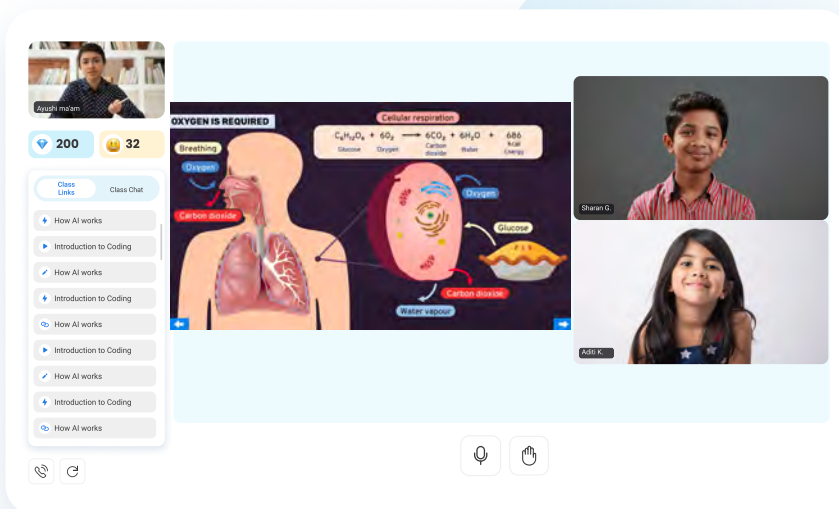 Ayushi ma'am
200
32
Class Links
Class Chat
How AI works
Introduction to Coding
How AI works
Introduction to Coding
How AI works
Introduction to Coding
How AI works
Introduction to Coding
How AI works
OXYGEN IS REQUIRED
Cellular respiration
C₆H₁₂O₆ + 6O₂ ⟶ 6CO₂ + 6H₂O + 686 kcal
Glucose Oxygen Carbon dioxide Water Energy
Breathing
Oxygen
Carbon dioxide
Oxygen
Glucose
Carbon dioxide
Water vapour
Sharan G.
Aditi K.